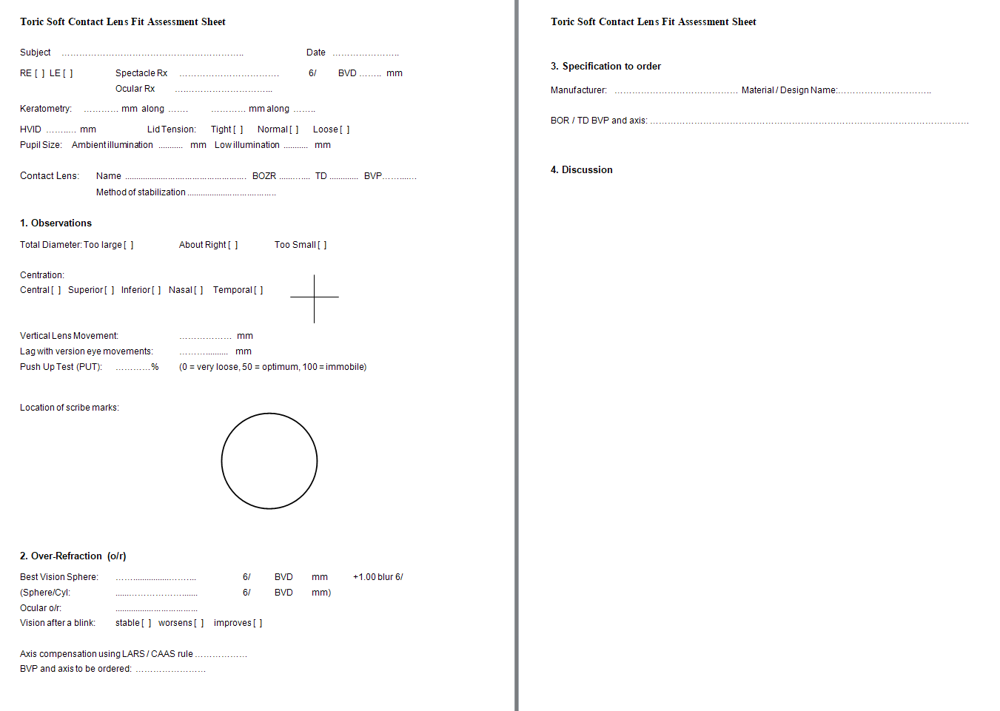 Toric Soft Contact Lens Fit Assessment Sheet
Subject ………………………………………………………. Date …………………..
RE [ ] LE [ ] Spectacle Rx ……………………………. 6/ BVD …….. mm
Ocular Rx ……………………………..
Keratometry: ………… mm along ……. ………… mm along ……..
HVID ………. mm Lid Tension: Tight [ ] Normal [ ] Loose [ ]
Pupil Size: Ambient illumination ........... mm Low illumination ........... mm
Contact Lens: Name ....................................................... BOZR .............. TD ............. BVP...............
Method of stabilization ........................................
1. Observations
Total Diameter: Too large [ ] About Right [ ] Too Small [ ]
Centration:
Central [ ] Superior [ ] Inferior [ ] Nasal [ ] Temporal [ ]
Vertical Lens Movement: ……………… mm
Lag with version eye movements: ………......... mm
Push Up Test (PUT): …………% (0 = very loose, 50 = optimum, 100 = immobile)
Location of scribe marks:
2. Over-Refraction (o/r)
Best Vision Sphere: ……...................……… 6/ BVD mm +1.00 blur 6/
(Sphere/Cyl: .......………………....... 6/ BVD mm)
Ocular o/r: .....................................
Vision after a blink: stable [ ] worsens [ ] improves [ ]
Axis compensation using LARS / CAAS rule ………………
BVP and axis to be ordered: ……………………
Toric Soft Contact Lens Fit Assessment Sheet
3. Specification to order
Manufacturer: …………………………………… Material / Design Name:…………………………..
BOR / TD BVP and axis: …………………………………………………………………………………………………
4. Discussion